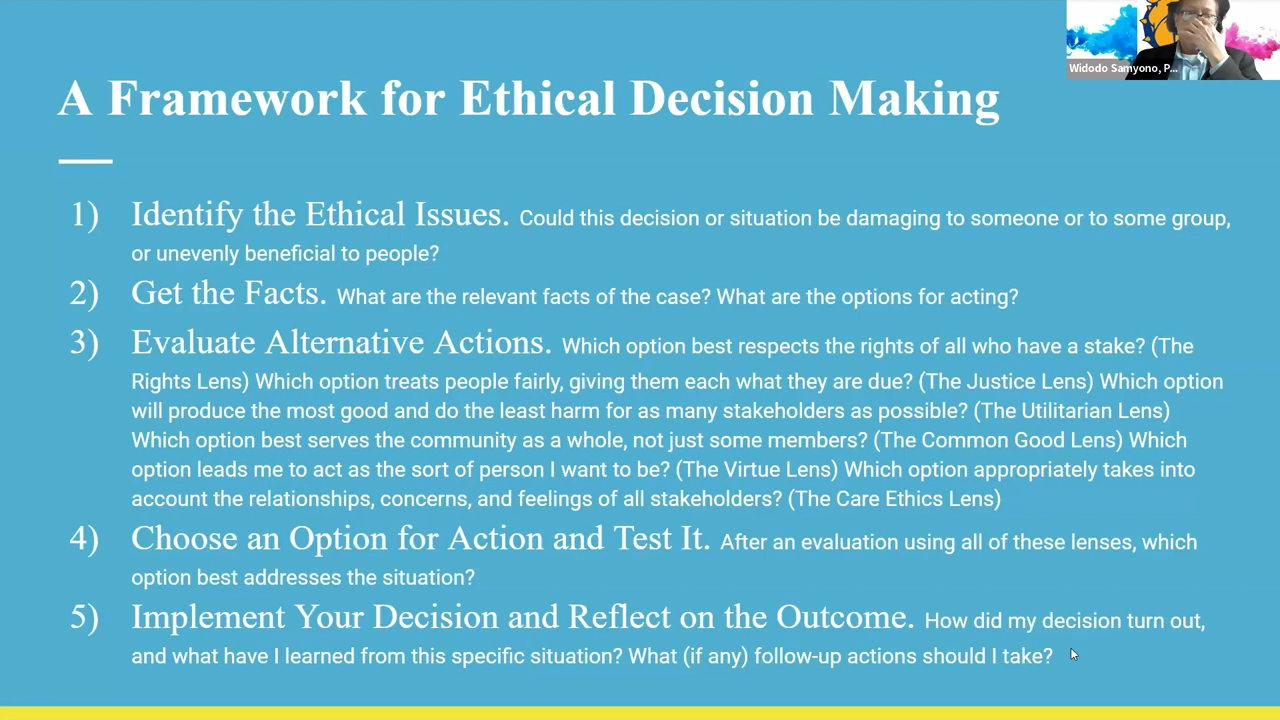 Widodo Samyono, P...
A Framework for Ethical Decision Making
1) Identify the Ethical Issues. Could this decision or situation be damaging to someone or to some group,
or unevenly beneficial to people?
2) Get the Facts. What are the relevant facts of the case? What are the options for acting?
3) Evaluate Alternative Actions. Which option best respects the rights of all who have a stake? (The
Rights Lens) Which option treats people fairly, giving them each what they are due? (The Justice Lens) Which option
will produce the most good and do the least harm for as many stakeholders as possible? (The Utilitarian Lens)
Which option best serves the community as a whole, not just some members? (The Common Good Lens) Which
option leads me to act as the sort of person I want to be? (The Virtue Lens) Which option appropriately takes into
account the relationships, concerns, and feelings of all stakeholders? (The Care Ethics Lens)
4) Choose an Option for Action and Test It. After an evaluation using all of these lenses, which
option best addresses the situation?
5) Implement Your Decision and Reflect on the Outcome. How did my decision turn out,
and what have I learned from this specific situation? What (if any) follow-up actions should I take?